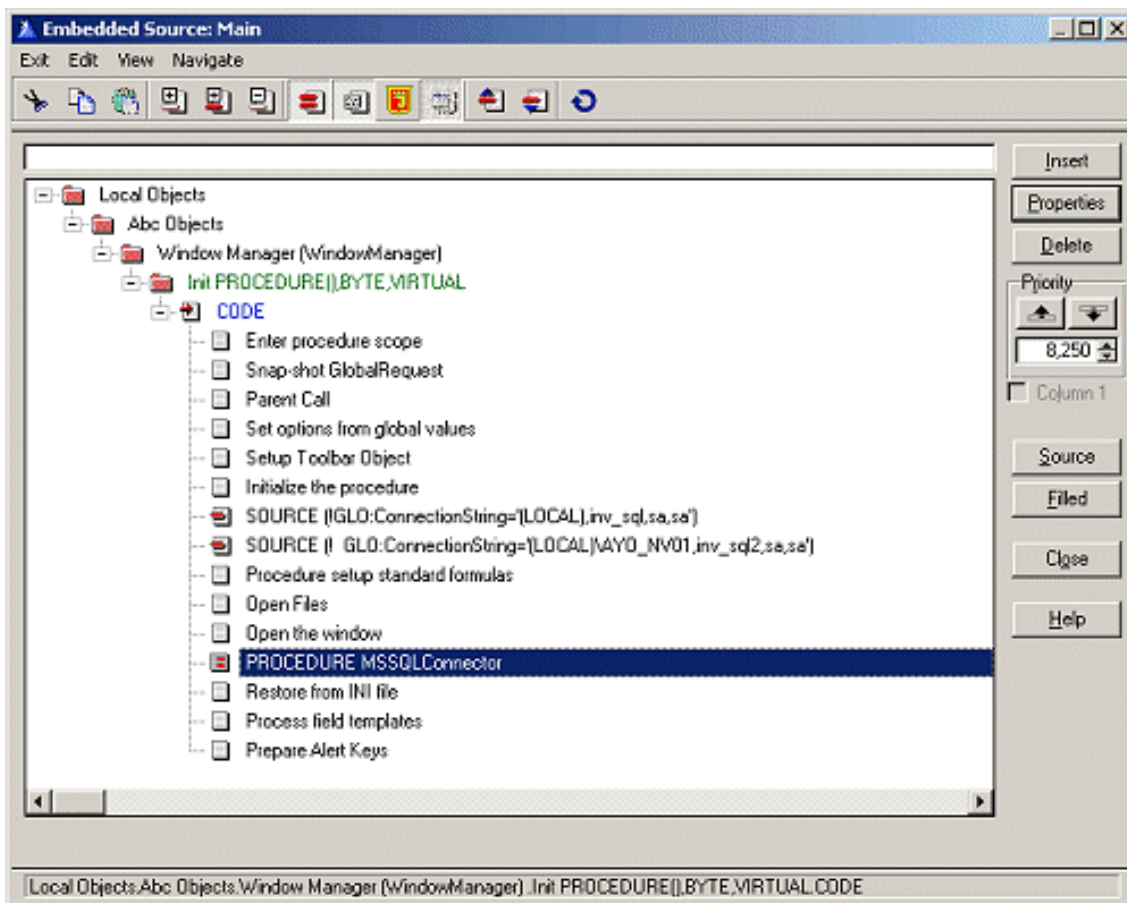 Embedded Source: Main
Exit Edit View Navigate
Insert
Local Objects
Properties
Abc Objects
Window Manager (WindowManager)
Delete
Init PROCEDURE(),BYTE,VIRTUAL
Priority
CODE
Enter procedure scope
8,250
Snap-shot GlobalRequest
Parent Call
Column 1
Set options from global values
Setup Toolbar Object
Source
Initialize the procedure
Filled
SOURCE (!GLO:ConnectionString='(LOCAL),inv_sql,sa,sa')
SOURCE (! GLO:ConnectionString='(LOCAL)\AYO_NV01,inv_sql2,sa,sa')
Close
Procedure setup standard formulas
Open Files
Help
Open the window
PROCEDURE MSSQLConnector
Restore from INI file
Process field templates
Prepare Alert Keys
Local Objects.Abc Objects.Window Manager (WindowManager) .Init PROCEDURE(),BYTE,VIRTUAL.CODE